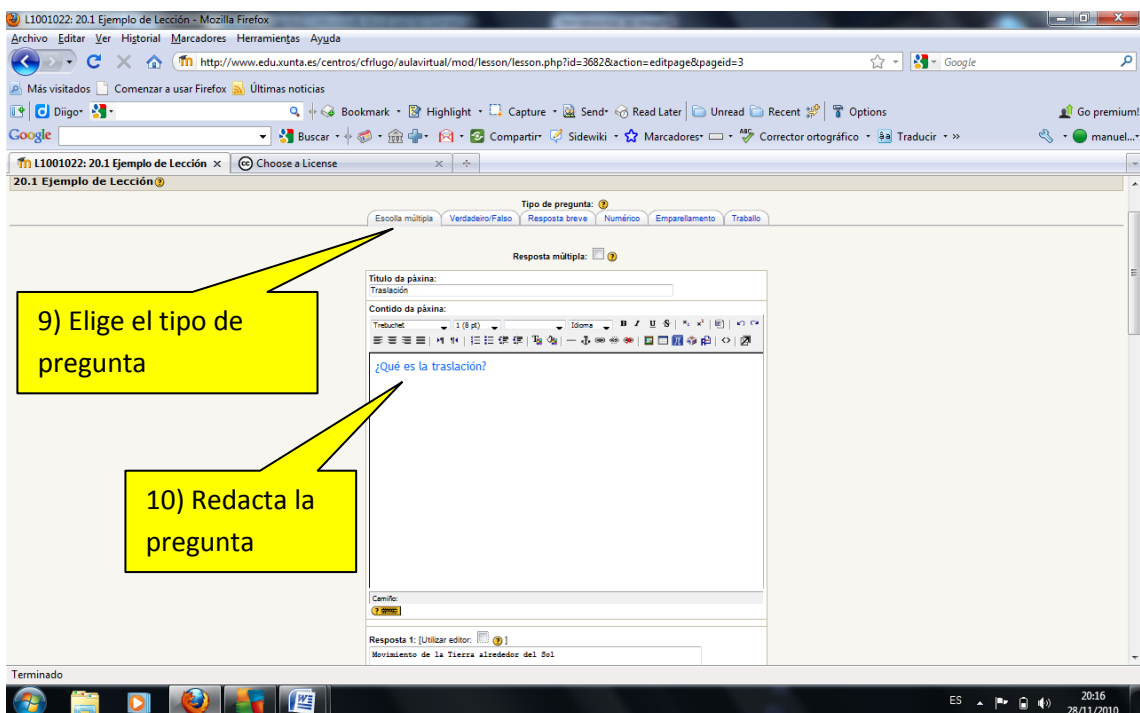 L1001022: 20.1 Ejemplo de Lección - Mozilla Firefox
Archivo Editar Ver Historial Marcadores Herramientas Ayuda
http://www.edu.xunta.es/centros/cfrlugo/aulavirtual/mod/lesson/lesson.php?id=3682&action=editpage&pageid=3
Google
Más visitados Comenzar a usar Firefox Últimas noticias
Diigo Bookmark Highlight Capture Send Read Later Unread Recent Options Go premium!
Google Buscar Compartir Sidewiki Marcadores Corrector ortográfico Traducir » manuel...
L1001022: 20.1 Ejemplo de Lección × Choose a License ×
20.1 Ejemplo de Lección
Tipo de pregunta:
Escolla múltipla Verdadeiro/Falso Resposta breve Numérico Emparellamento Traballo
Resposta múltipla:
Título da páxina:
Traslación
Contido da páxina:
Trebuchet 1 (8 pt) Idioma B I U S
¿Qué es la traslación?
9) Elige el tipo de
pregunta
10) Redacta la
pregunta
Camiño:
Resposta 1: [Utilizar editor: ]
Movimiento de la Tierra alrededor del Sol
Terminado
ES 20:16
28/11/2010